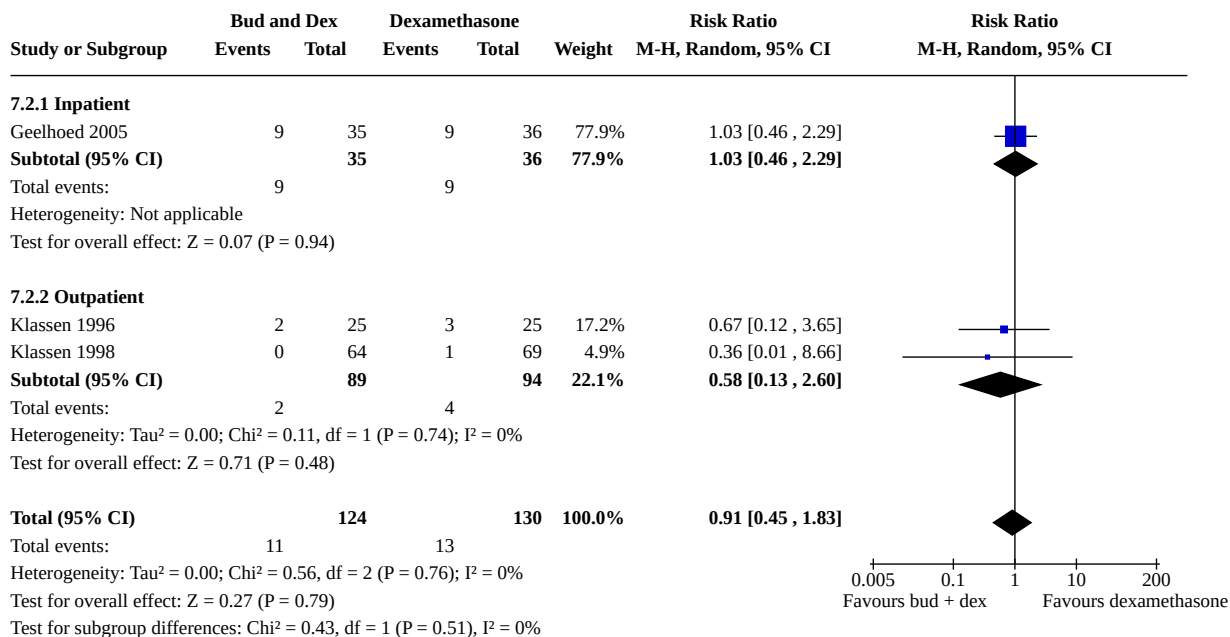 Bud and Dex Dexamethasone Risk Ratio Risk Ratio
Study or Subgroup Events Total Events Total Weight M-H, Random, 95% CI M-H, Random, 95% CI
7.2.1 Inpatient
Geelhoed 2005 9 35 9 36 77.9% 1.03 [0.46 , 2.29]
Subtotal (95% CI) 35 36 77.9% 1.03 [0.46 , 2.29]
Total events: 9 9
Heterogeneity: Not applicable
Test for overall effect: Z = 0.07 (P = 0.94)
7.2.2 Outpatient
Klassen 1996 2 25 3 25 17.2% 0.67 [0.12 , 3.65]
Klassen 1998 0 64 1 69 4.9% 0.36 [0.01 , 8.66]
Subtotal (95% CI) 89 94 22.1% 0.58 [0.13 , 2.60]
Total events: 2 4
Heterogeneity: Tau² = 0.00; Chi² = 0.11, df = 1 (P = 0.74); I² = 0%
Test for overall effect: Z = 0.71 (P = 0.48)
Total (95% CI) 124 130 100.0% 0.91 [0.45 , 1.83]
Total events: 11 13
Heterogeneity: Tau² = 0.00; Chi² = 0.56, df = 2 (P = 0.76); I² = 0%
0.005 0.1 1 10 200
Test for overall effect: Z = 0.27 (P = 0.79)
Favours bud + dex Favours dexamethasone
Test for subgroup differences: Chi² = 0.43, df = 1 (P = 0.51), I² = 0%